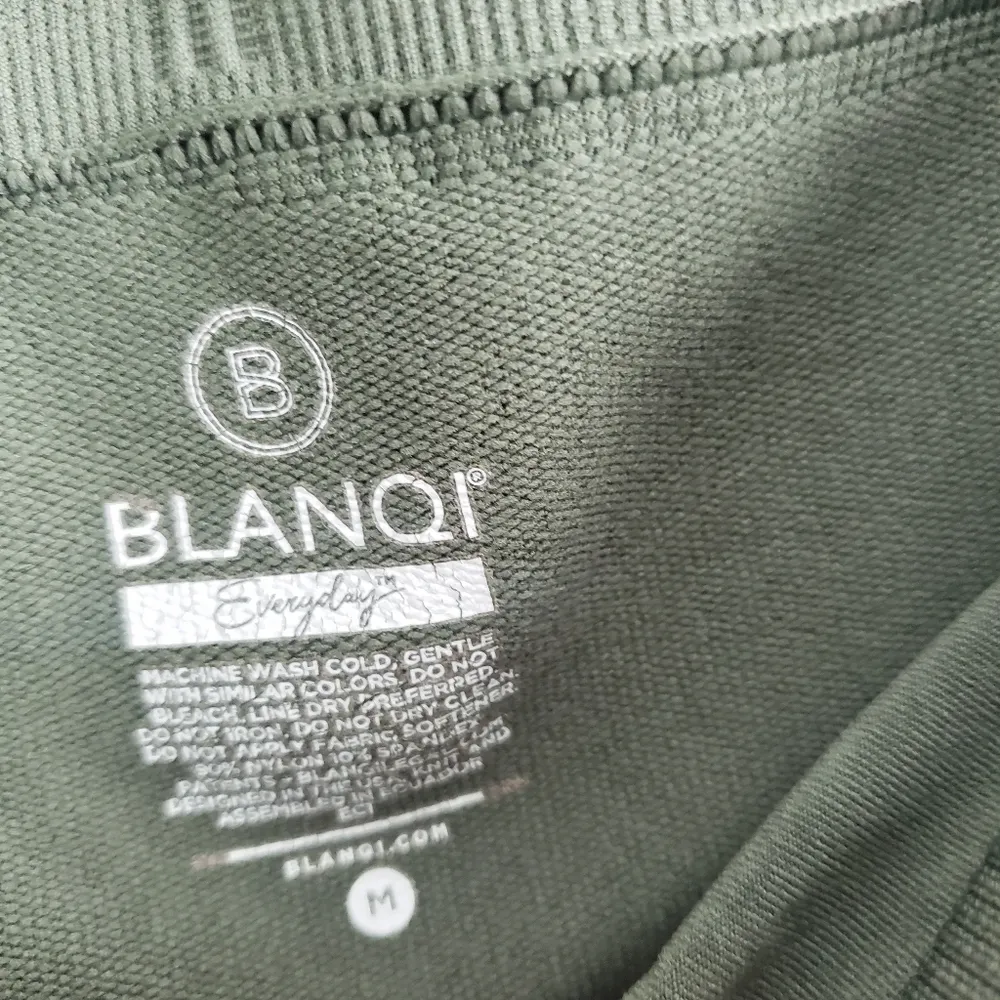 B
BLANQI®
Everyday™
MACHINE WASH COLD, GENTLE
WITH SIMILAR COLORS. DO NOT
BLEACH. LINE DRY PREFERRED.
DO NOT IRON. DO NOT DRY CLEAN.
DO NOT APPLY FABRIC SOFTENER
90% NYLON 10% SPANDEX
PATENTS - BLANQILEGAL.COM
DESIGNED IN THE USA. KNIT AND
ASSEMBLED IN ECUADOR
BLANQI.COM
M